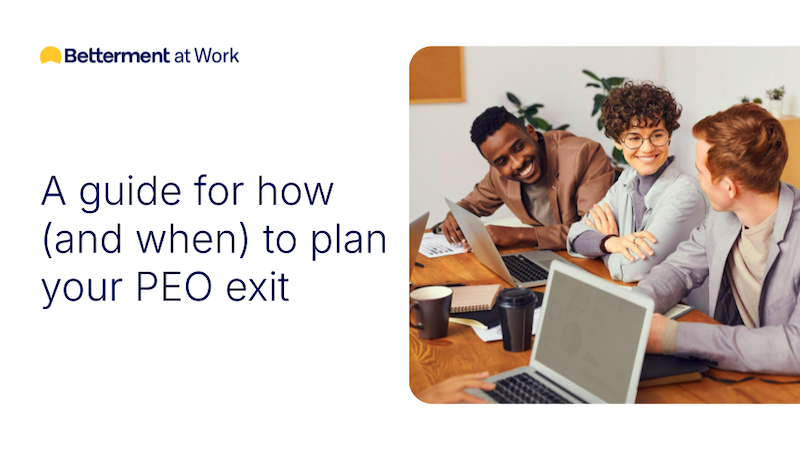 Betterment at Work
A guide for how
(and when) to plan
your PEO exit